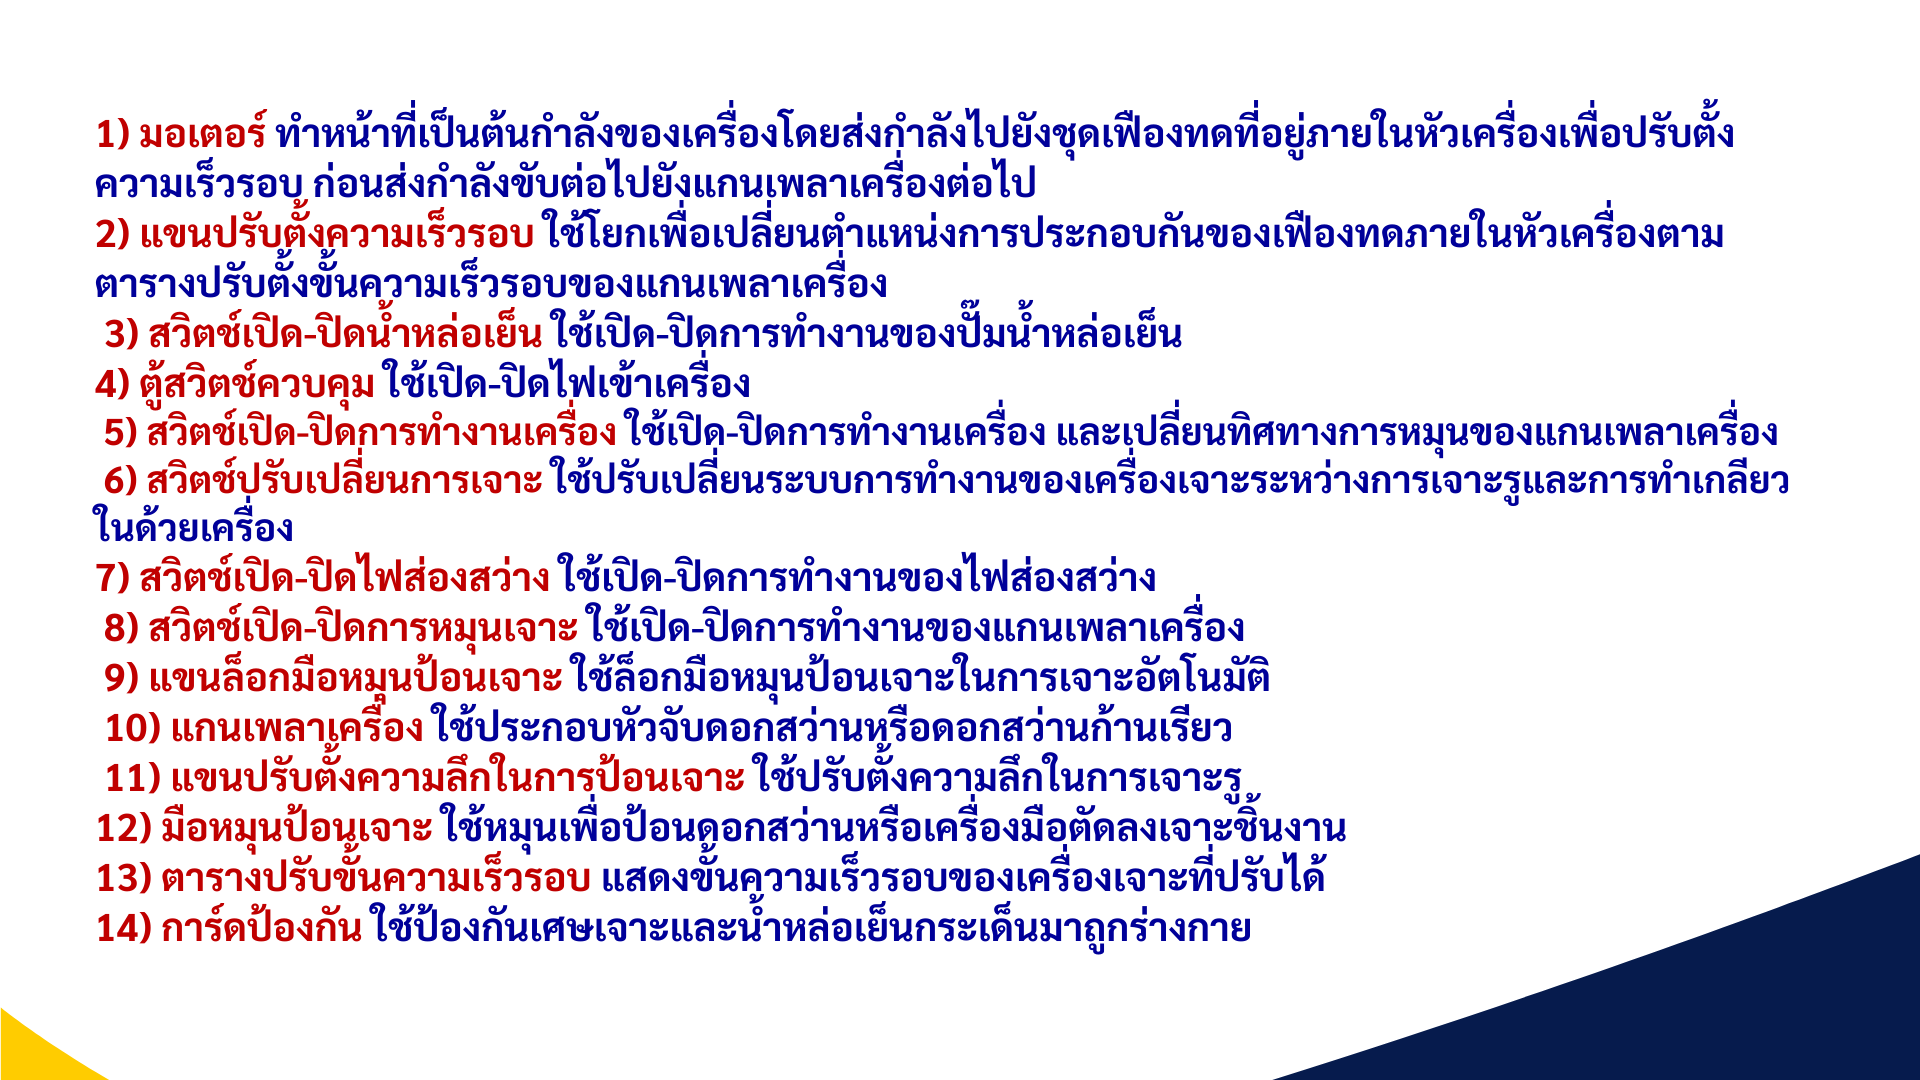 1) มอเตอร์ ทำหน้าที่เป็นต้นกำลังของเครื่องโดยส่งกำลังไปยังชุดเฟืองทดที่อยู่ภายในหัวเครื่องเพื่อปรับตั้ง
ความเร็วรอบ ก่อนส่งกำลังขับต่อไปยังแกนเพลาเครื่องต่อไป
2) แขนปรับตั้งความเร็วรอบ ใช้โยกเพื่อเปลี่ยนตำแหน่งการประกอบกันของเฟืองทดภายในหัวเครื่องตาม
ตารางปรับตั้งขั้นความเร็วรอบของแกนเพลาเครื่อง
3) สวิตช์เปิด-ปิดน้ำหล่อเย็น ใช้เปิด-ปิดการทำงานของปั๊มน้ำหล่อเย็น
4) ตู้สวิตช์ควบคุม ใช้เปิด-ปิดไฟเข้าเครื่อง
5) สวิตช์เปิด-ปิดการทำงานเครื่อง ใช้เปิด-ปิดการทำงานเครื่อง และเปลี่ยนทิศทางการหมุนของแกนเพลาเครื่อง
6) สวิตช์ปรับเปลี่ยนการเจาะ ใช้ปรับเปลี่ยนระบบการทำงานของเครื่องเจาะระหว่างการเจาะรูและการทำเกลียว
ในด้วยเครื่อง
7) สวิตช์เปิด-ปิดไฟส่องสว่าง ใช้เปิด-ปิดการทำงานของไฟส่องสว่าง
8) สวิตช์เปิด-ปิดการหมุนเจาะ ใช้เปิด-ปิดการทำงานของแกนเพลาเครื่อง
9) แขนล็อกมือหมุนป้อนเจาะ ใช้ล็อกมือหมุนป้อนเจาะในการเจาะอัตโนมัติ
10) แกนเพลาเครื่อง ใช้ประกอบหัวจับดอกสว่านหรือดอกสว่านก้านเรียว
11) แขนปรับตั้งความลึกในการป้อนเจาะ ใช้ปรับตั้งความลึกในการเจาะรู
12) มือหมุนป้อนเจาะ ใช้หมุนเพื่อป้อนดอกสว่านหรือเครื่องมือตัดลงเจาะชิ้นงาน
13) ตารางปรับขั้นความเร็วรอบ แสดงขั้นความเร็วรอบของเครื่องเจาะที่ปรับได้
14) การ์ดป้องกัน ใช้ป้องกันเศษเจาะและน้ำหล่อเย็นกระเด็นมาถูกร่างกาย